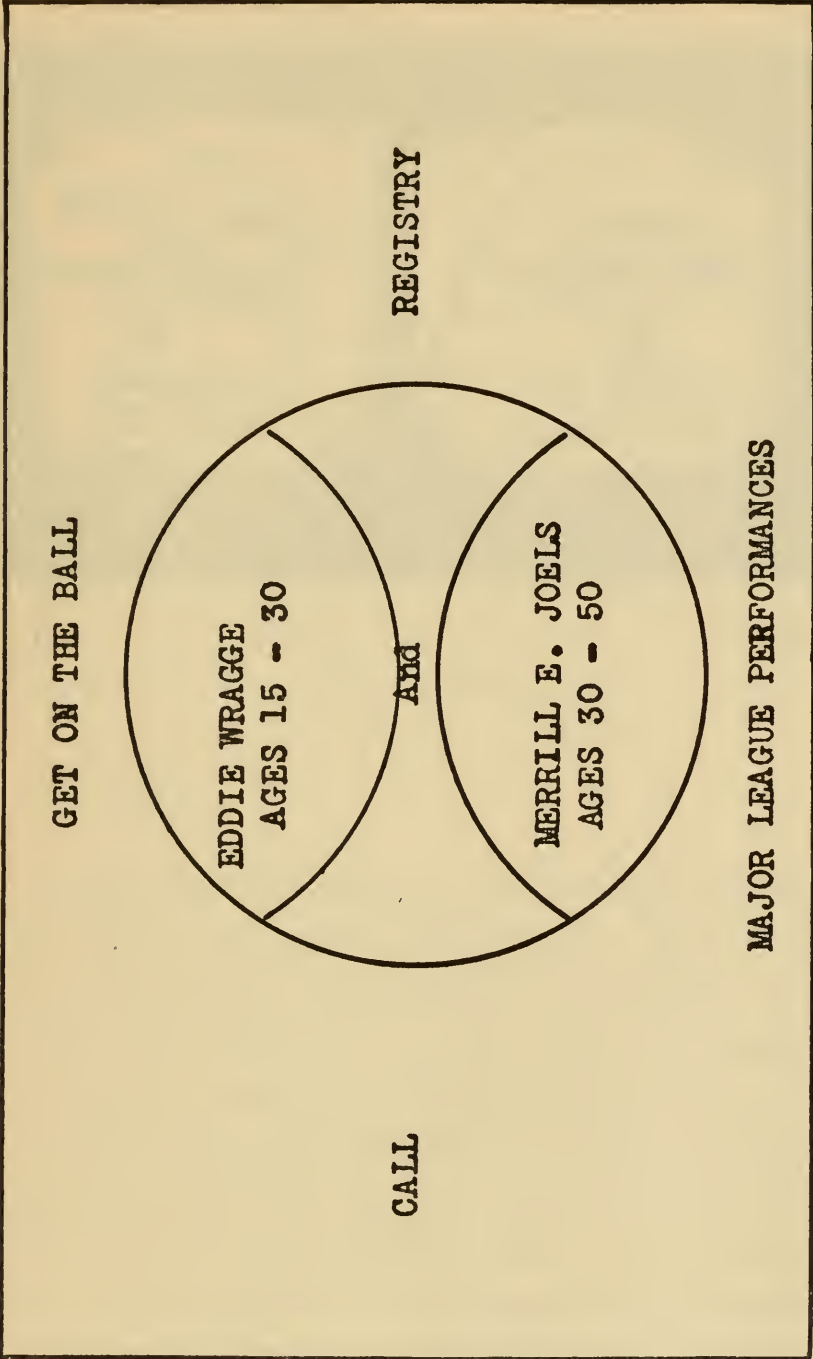 GET ON THE BALL
EDDIE WRAGGE
AGES 15 - 30
CALL
And
REGISTRY
MERRILL E. JOELS
AGES 30 - 50
MAJOR LEAGUE PERFORMANCES